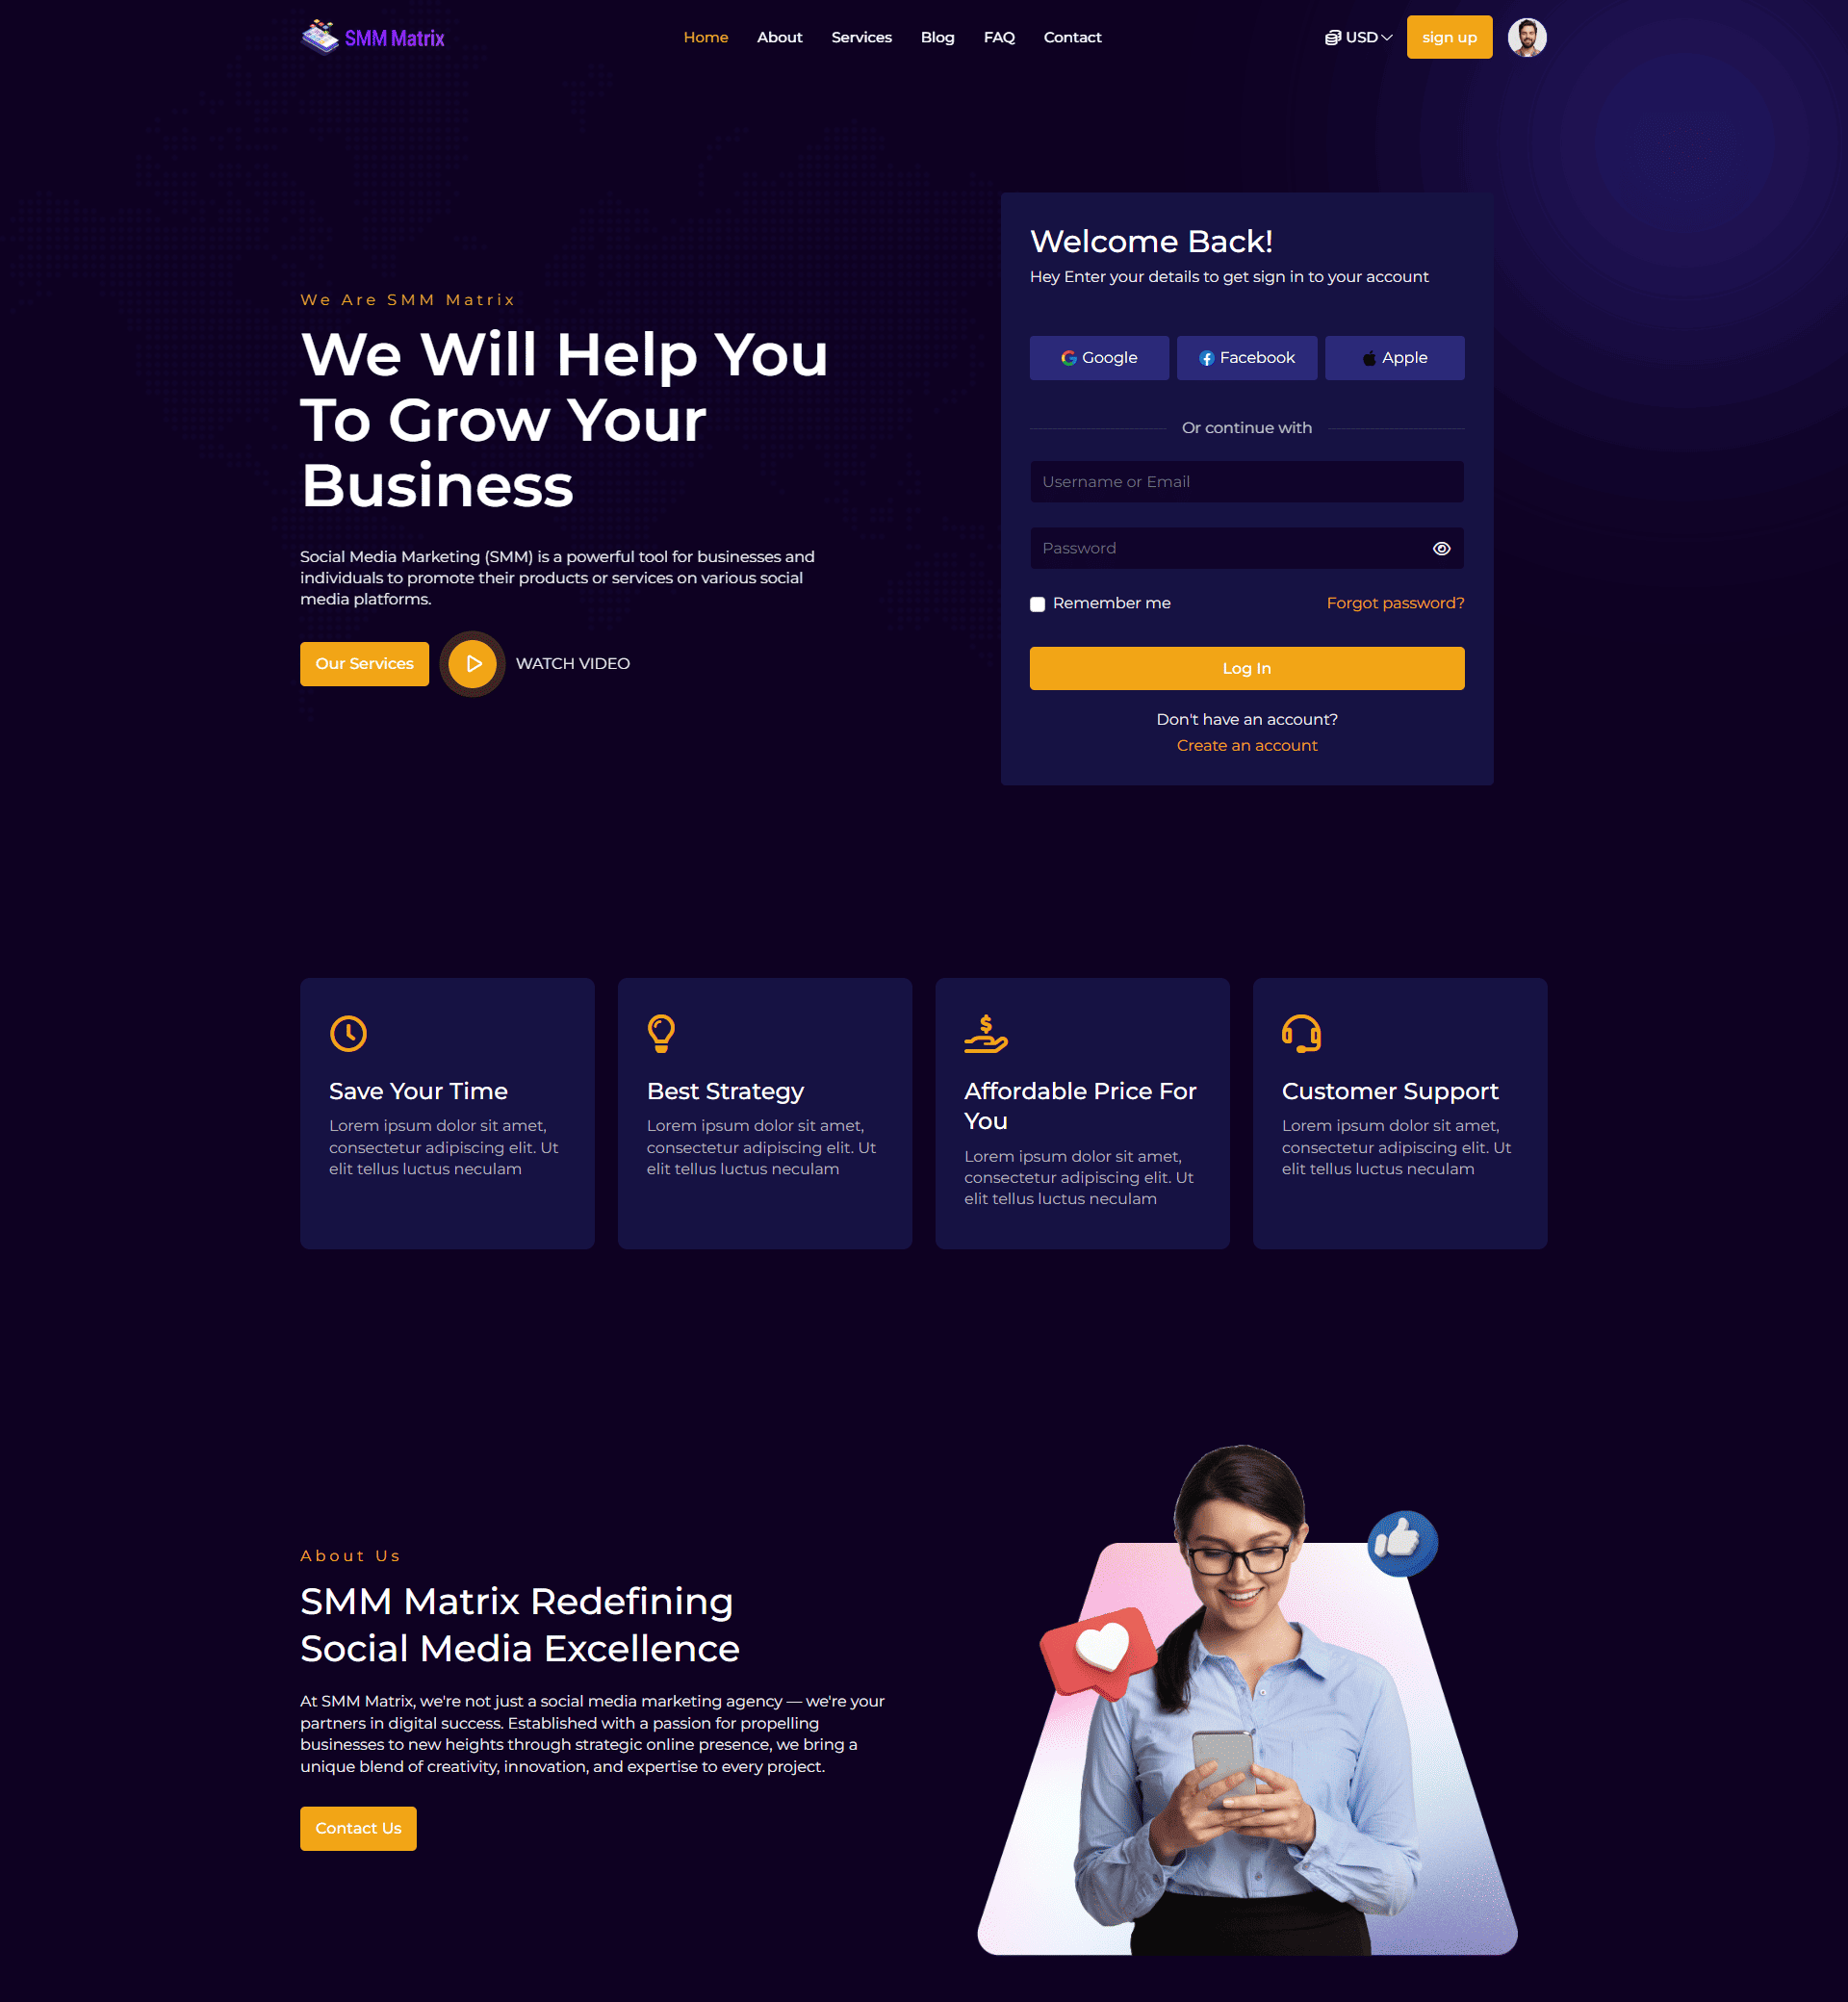 SMM Matrix
Home
About
Services
Blog
FAQ
Contact
USD
sign up
We Are SMM Matrix
We Will Help You
To Grow Your
Business
Social Media Marketing (SMM) is a powerful tool for businesses and
individuals to promote their products or services on various social
media platforms.
Our Services
WATCH VIDEO
Welcome Back!
Hey Enter your details to get sign in to your account
Google
Facebook
Apple
Or continue with
Username or Email
Password
Remember me
Forgot password?
Log In
Don't have an account?
Create an account
Save Your Time
Lorem ipsum dolor sit amet,
consectetur adipiscing elit. Ut
elit tellus luctus neculam
Best Strategy
Lorem ipsum dolor sit amet,
consectetur adipiscing elit. Ut
elit tellus luctus neculam
Affordable Price For
You
Lorem ipsum dolor sit amet,
consectetur adipiscing elit. Ut
elit tellus luctus neculam
Customer Support
Lorem ipsum dolor sit amet,
consectetur adipiscing elit. Ut
elit tellus luctus neculam
About Us
SMM Matrix Redefining
Social Media Excellence
At SMM Matrix, we're not just a social media marketing agency — we're your
partners in digital success. Established with a passion for propelling
businesses to new heights through strategic online presence, we bring a
unique blend of creativity, innovation, and expertise to every project.
Contact Us